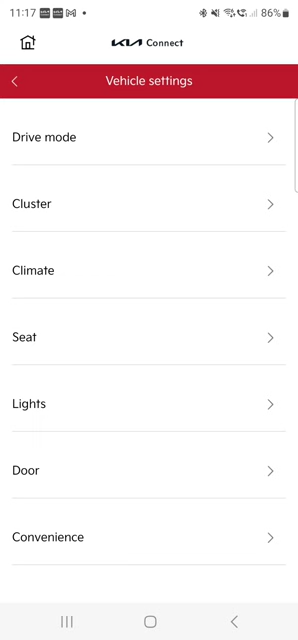 11:17
86%
KIA Connect
Vehicle settings
Drive mode
Cluster
Climate
Seat
Lights
Door
Convenience